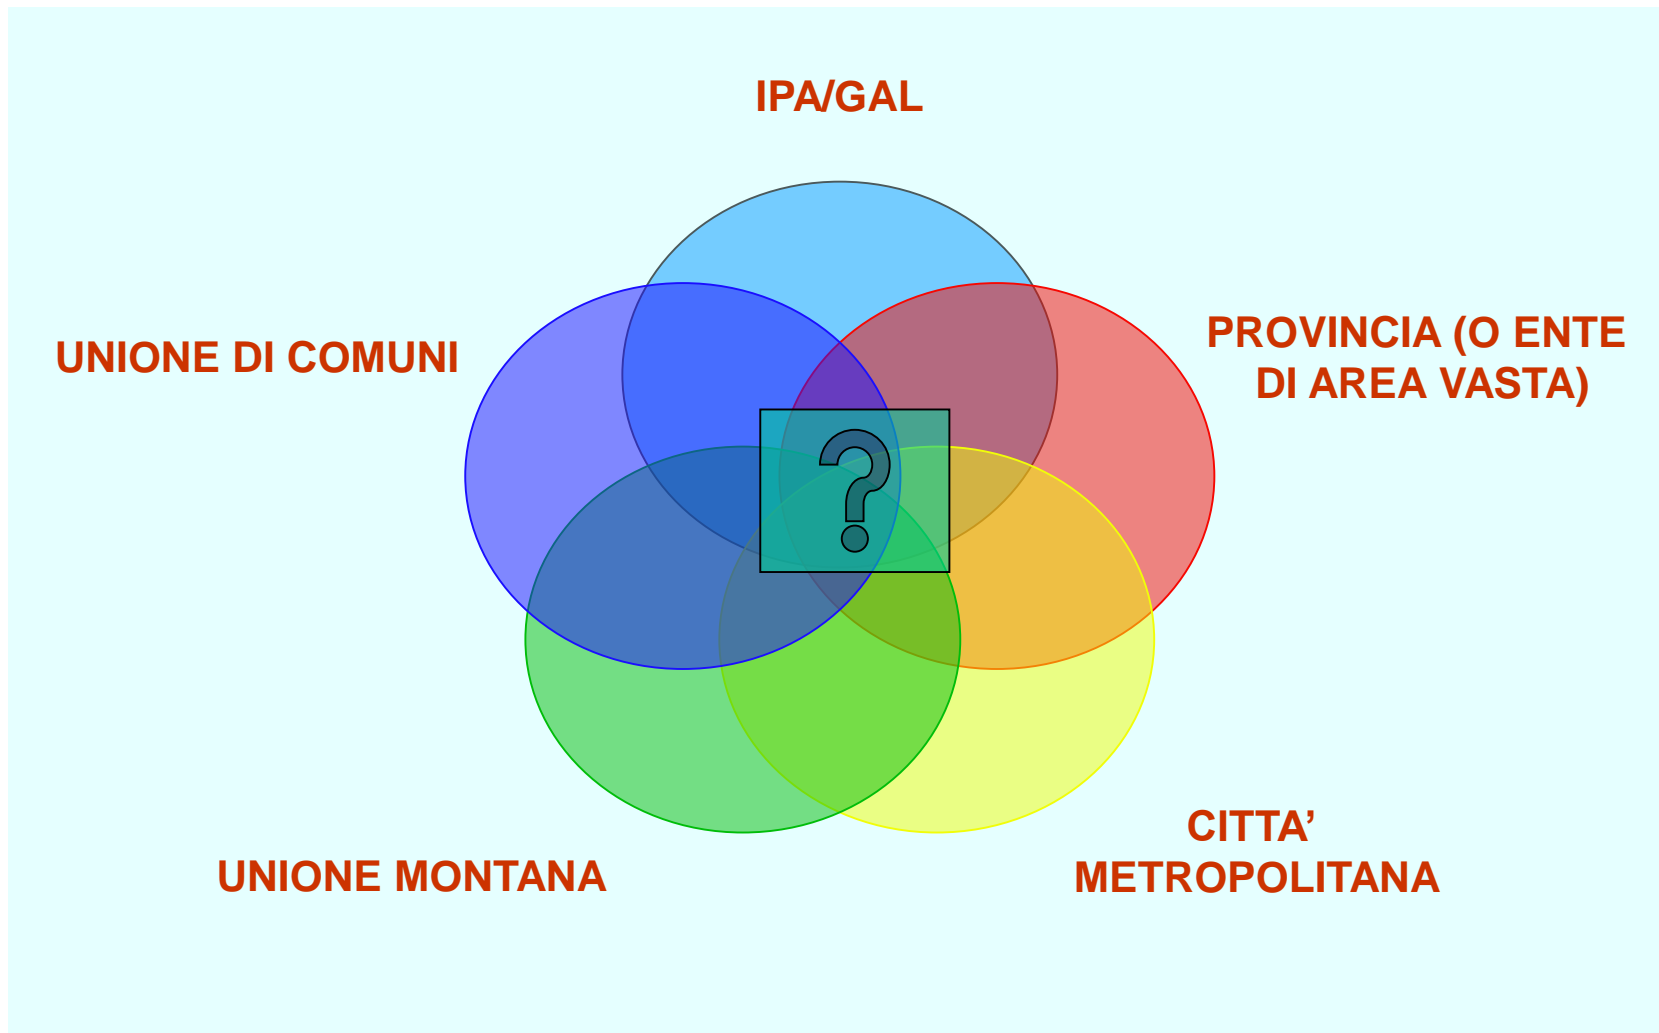 IPA/GAL
UNIONE DI COMUNI
PROVINCIA (O ENTE
DI AREA VASTA)
?
UNIONE MONTANA
CITTA’
METROPOLITANA